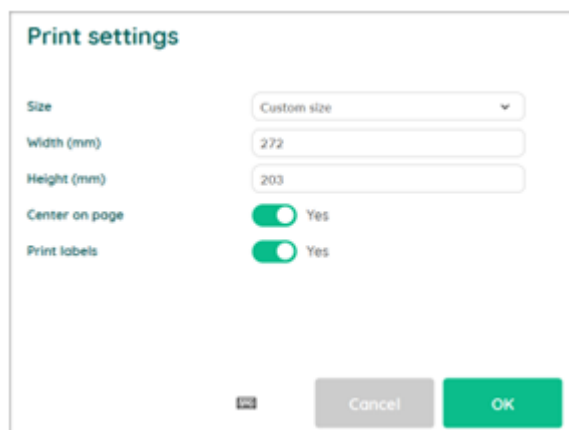 Print settings
Size Custom size
Width (mm) 272
Height (mm) 203
Center on page Yes
Print labels Yes
Cancel OK